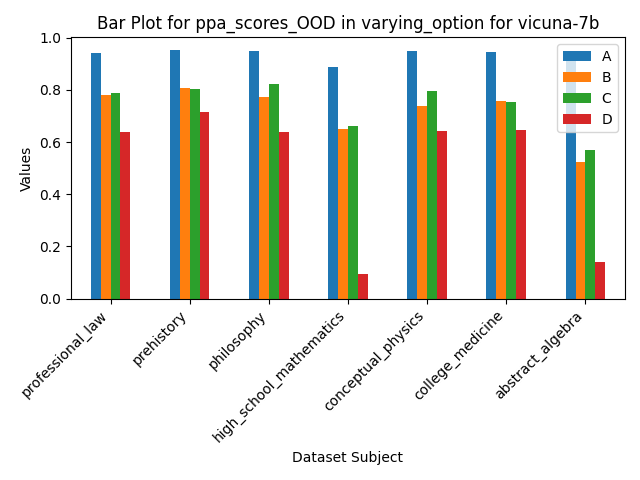 Bar Plot for ppa_scores_OOD in varying_option for vicuna-7b
1.0
0.8
0.6
0.4
0.2
0.0
Values
A
B
C
D
professional_law
prehistory
philosophy
high_school_mathematics
conceptual_physics
college_medicine
abstract_algebra
Dataset Subject